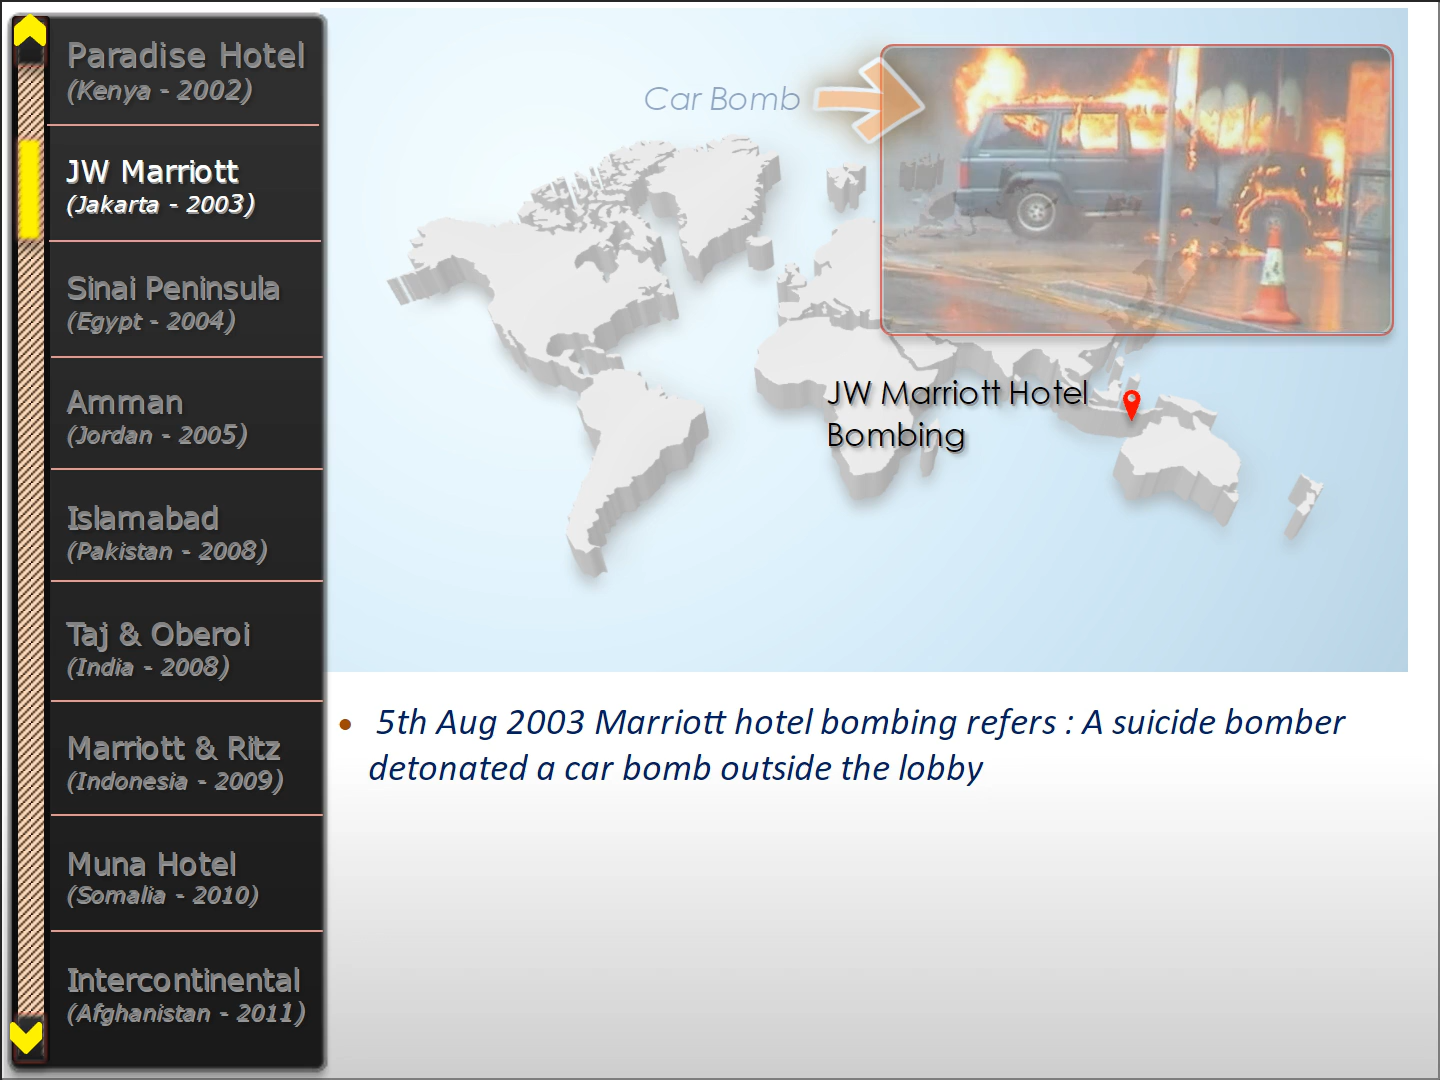 Paradise Hotel
(Kenya - 2002)
JW Marriott
(Jakarta - 2003)
Sinai Peninsula
(Egypt - 2004)
Amman
(Jordan - 2005)
Islamabad
(Pakistan - 2008)
Taj & Oberoi
(India - 2008)
Marriott & Ritz
(Indonesia - 2009)
Muna Hotel
(Somalia - 2010)
Intercontinental
(Afghanistan - 2011)
Car Bomb
JW Marriott Hotel
Bombing
• 5th Aug 2003 Marriott hotel bombing refers : A suicide bomber
detonated a car bomb outside the lobby